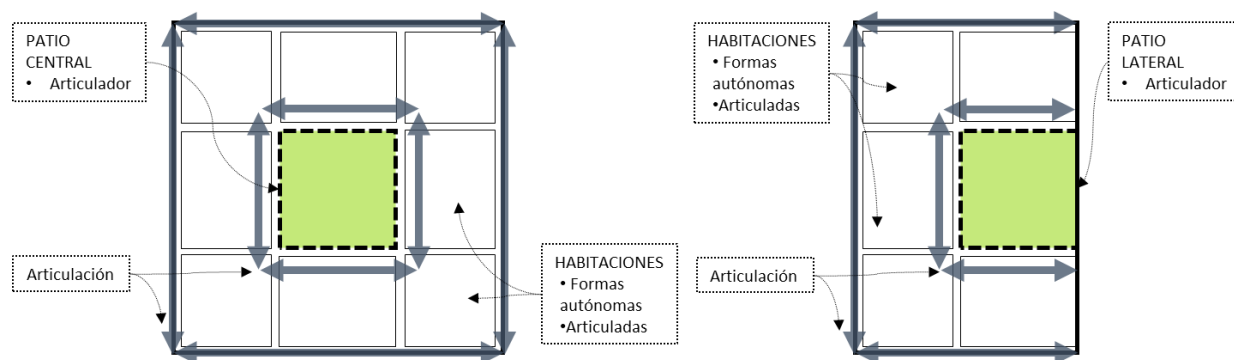 PATIO
CENTRAL
• Articulador
Articulación
HABITACIONES
• Formas
autónomas
•Articuladas
HABITACIONES
• Formas
autónomas
•Articuladas
Articulación
PATIO
LATERAL
• Articulador